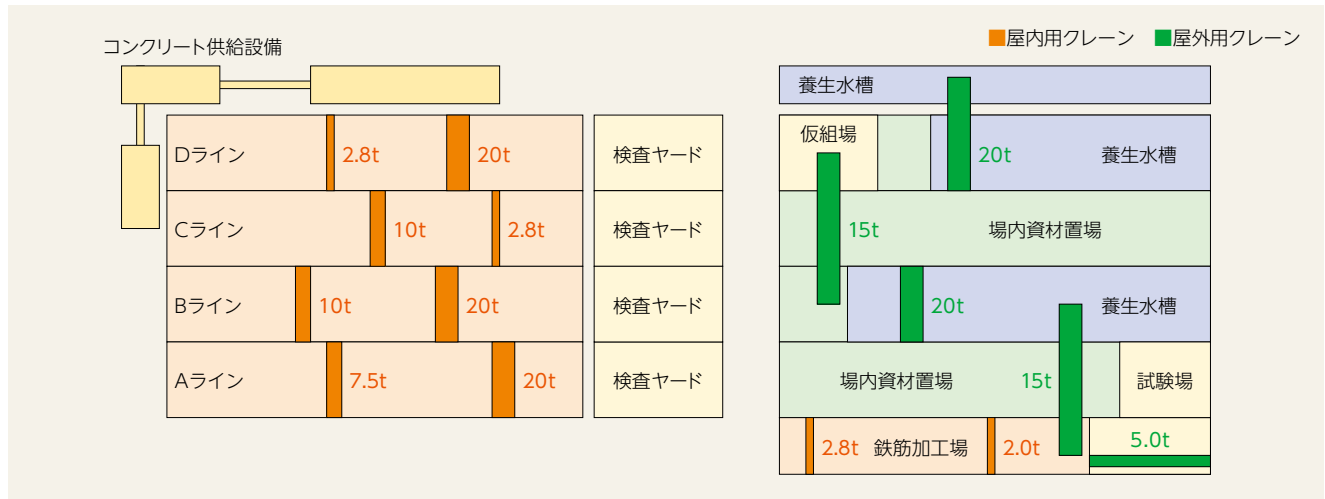 コンクリート供給設備
■屋内用クレーン ■屋外用クレーン
Dライン 2.8t 20t 検査ヤード
Cライン 10t 2.8t 検査ヤード
Bライン 10t 20t 検査ヤード
Aライン 7.5t 20t 検査ヤード
養生水槽
仮組場 20t 養生水槽
15t 場内資材置場
20t 養生水槽
場内資材置場 15t 試験場
2.8t 鉄筋加工場 2.0t 5.0t